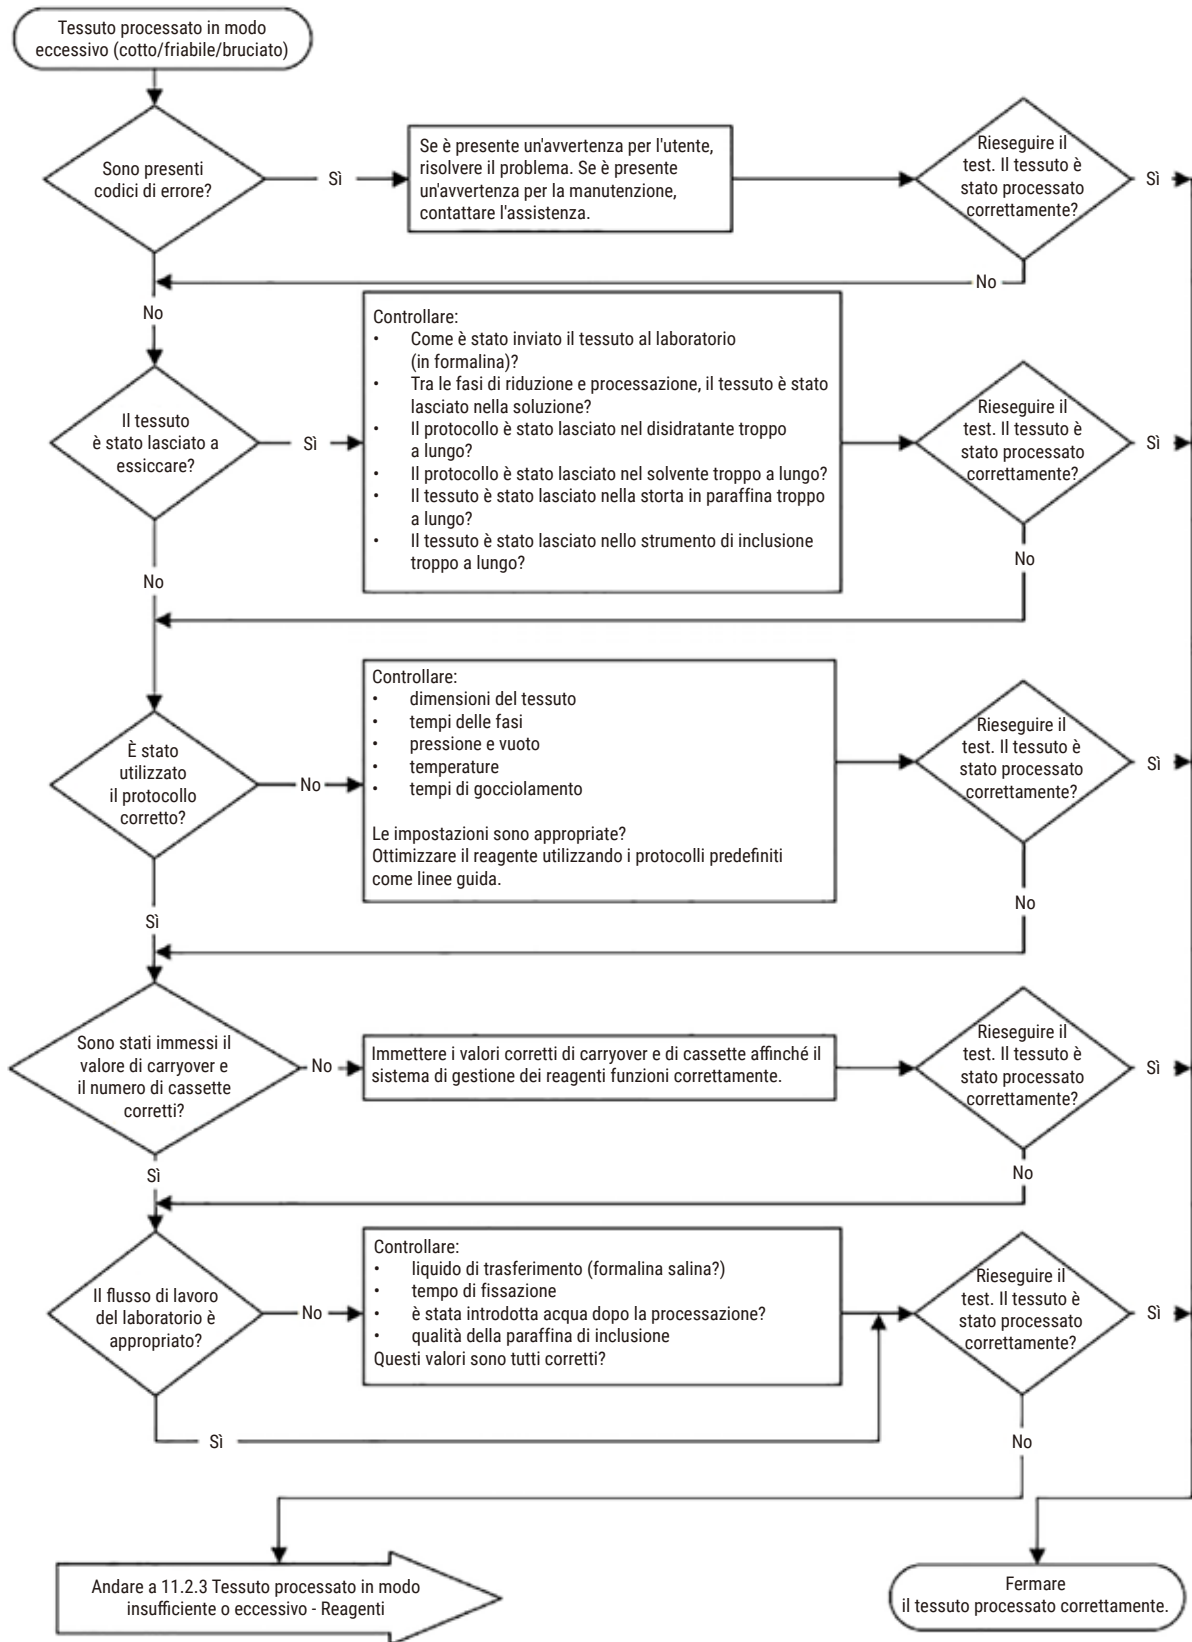 Tessuto processato in modo
eccessivo (cotto/friabile/bruciato)
Sono presenti
codici di errore?
Sì
Se è presente un'avvertenza per l'utente,
risolvere il problema. Se è presente
un'avvertenza per la manutenzione,
contattare l'assistenza.
Rieseguire il
test. Il tessuto è
stato processato
correttamente?
Sì
No
No
Il tessuto
è stato lasciato a
essiccare?
Sì
Controllare:
• Come è stato inviato il tessuto al laboratorio
(in formalina)?
• Tra le fasi di riduzione e processazione, il tessuto è stato
lasciato nella soluzione?
• Il protocollo è stato lasciato nel disidratante troppo
a lungo?
• Il protocollo è stato lasciato nel solvente troppo a lungo?
• Il tessuto è stato lasciato nella storta in paraffina troppo
a lungo?
• Il tessuto è stato lasciato nello strumento di inclusione
troppo a lungo?
Rieseguire il
test. Il tessuto è
stato processato
correttamente?
Sì
No
No
È stato
utilizzato
il protocollo
corretto?
No
Controllare:
• dimensioni del tessuto
• tempi delle fasi
• pressione e vuoto
• temperature
• tempi di gocciolamento
Le impostazioni sono appropriate?
Ottimizzare il reagente utilizzando i protocolli predefiniti
come linee guida.
Rieseguire il
test. Il tessuto è
stato processato
correttamente?
Sì
No
Sì
Sono stati immessi il
valore di carryover e
il numero di cassette
corretti?
No
Immettere i valori corretti di carryover e di cassette affinché il
sistema di gestione dei reagenti funzioni correttamente.
Rieseguire il
test. Il tessuto è
stato processato
correttamente?
Sì
No
Sì
Il flusso di lavoro
del laboratorio è
appropriato?
No
Controllare:
• liquido di trasferimento (formalina salina?)
• tempo di fissazione
• è stata introdotta acqua dopo la processazione?
• qualità della paraffina di inclusione
Questi valori sono tutti corretti?
Rieseguire il
test. Il tessuto è
stato processato
correttamente?
Sì
Sì
No
Andare a 11.2.3 Tessuto processato in modo
insufficiente o eccessivo - Reagenti
Fermare
il tessuto processato correttamente.